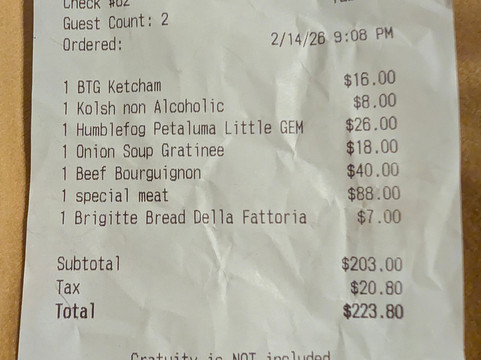 Check #62
Guest Count: 2
Ordered: 2/14/26 9:08 PM
1 BTG Ketcham $16.00
1 Kolsh non Alcoholic $8.00
1 Humblefog Petaluma Little GEM $26.00
1 Onion Soup Gratinee $18.00
1 Beef Bourguignon $40.00
1 special meat $88.00
1 Brigitte Bread Della Fattoria $7.00
Subtotal $203.00
Tax $20.80
Total $223.80
Gratuity is NOT included